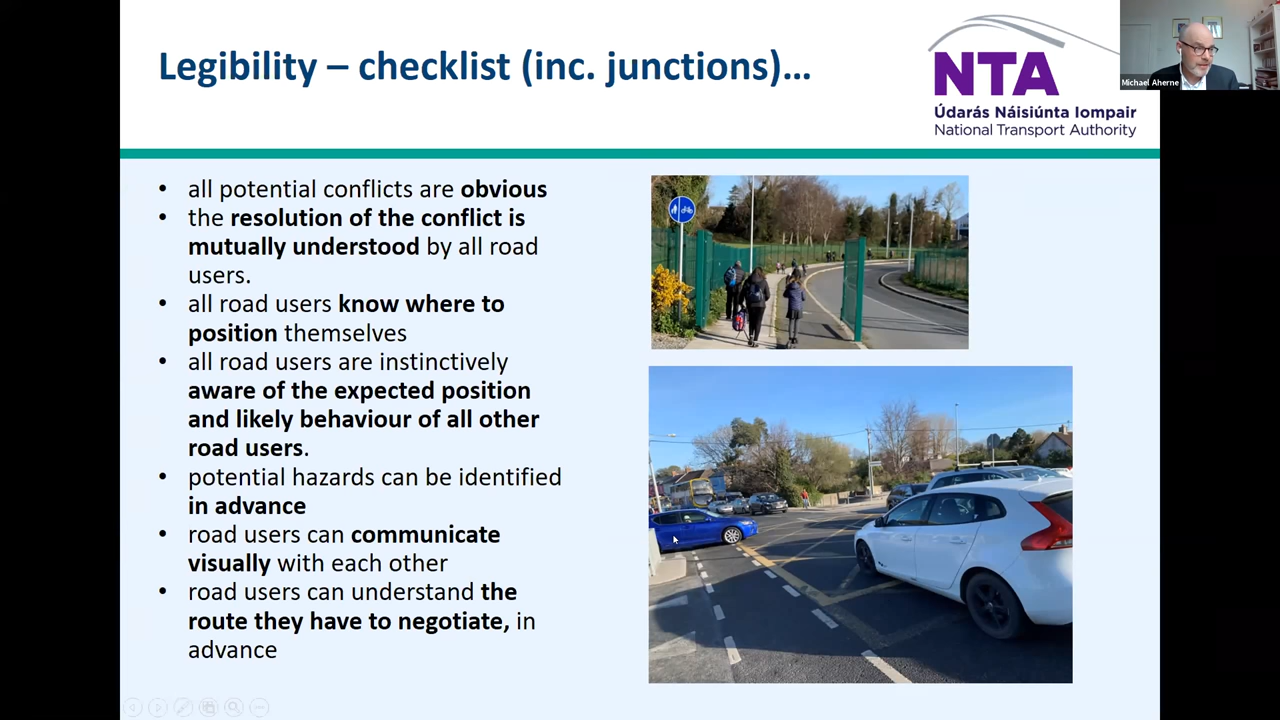 Legibility – checklist (inc. junctions)…
NTA
Údarás Náisiúnta Iompair
National Transport Authority
Michael Aherne
• all potential conflicts are obvious
• the resolution of the conflict is
mutually understood by all road
users.
• all road users know where to
position themselves
• all road users are instinctively
aware of the expected position
and likely behaviour of all other
road users.
• potential hazards can be identified
in advance
• road users can communicate
visually with each other
• road users can understand the
route they have to negotiate, in
advance